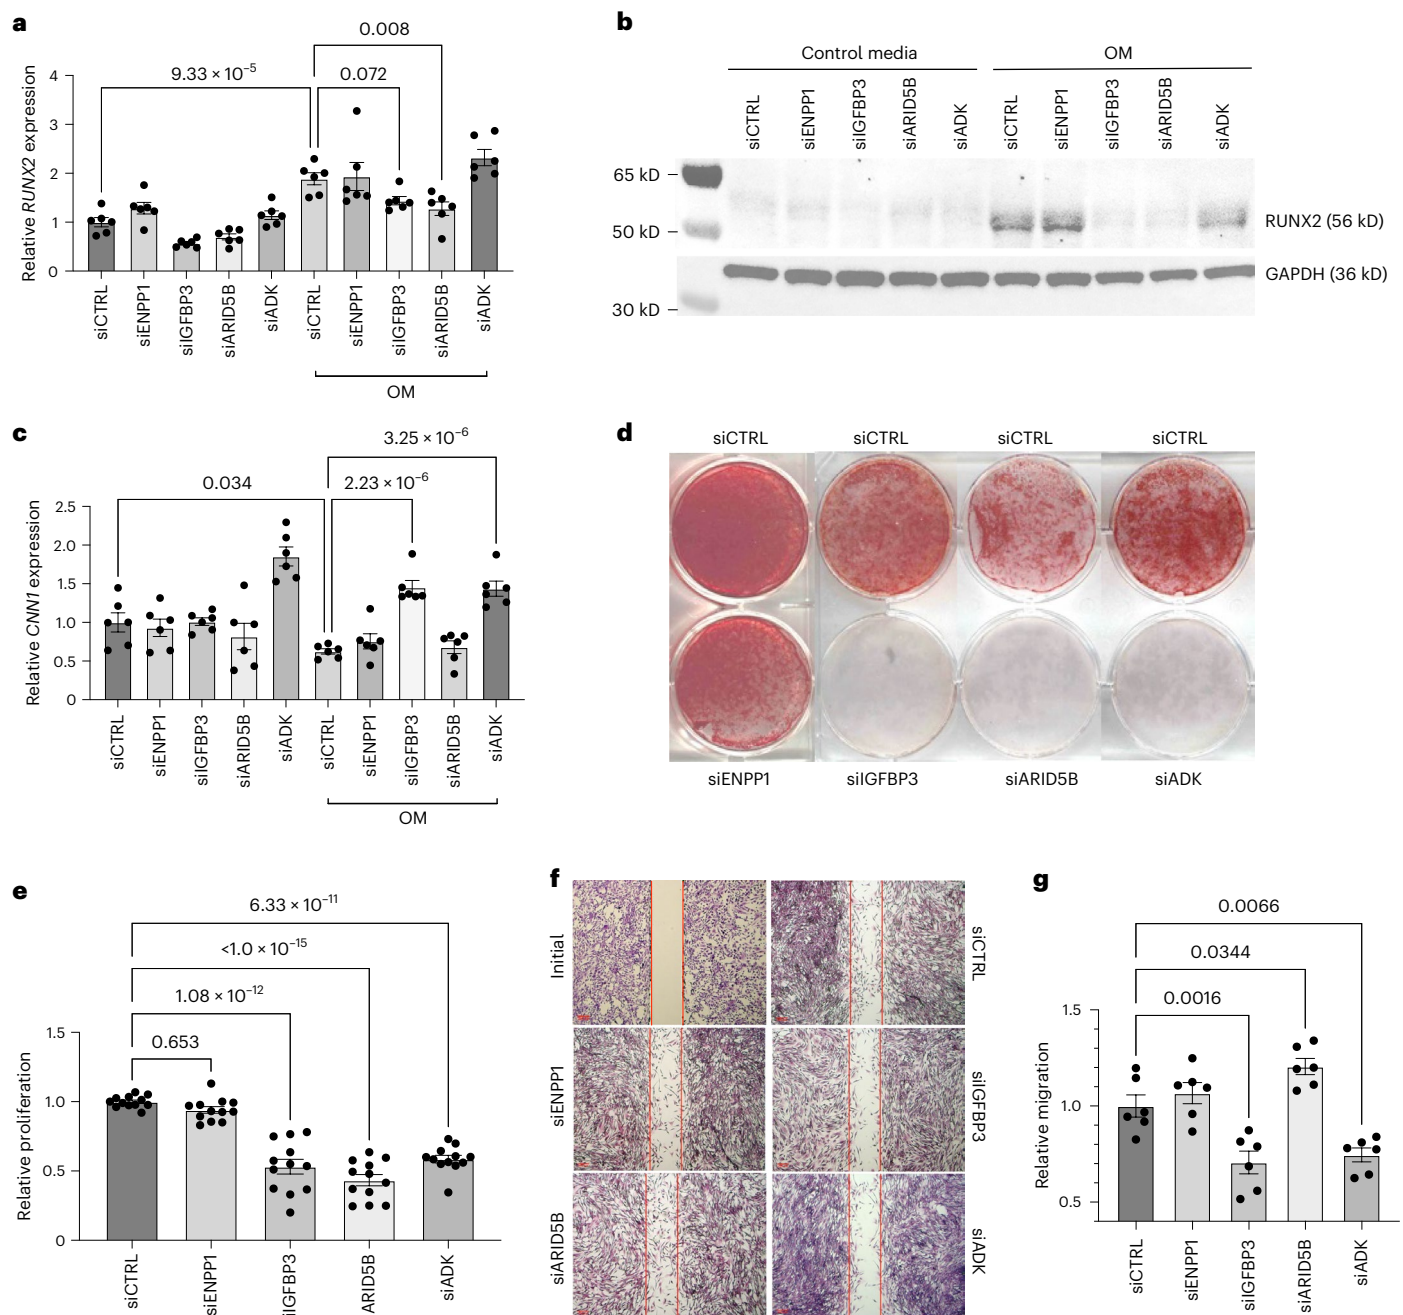 a
0.008
9.33 × 10⁻⁵
0.072
Relative RUNX2 expression
4
3
2
1
0
siCTRL
siENPP1
siIGFBP3
siARID5B
siADK
siCTRL
siENPP1
siIGFBP3
siARID5B
siADK
OM
b
Control media
OM
siCTRL
siENPP1
siIGFBP3
siARID5B
siADK
siCTRL
siENPP1
siIGFBP3
siARID5B
siADK
65 kD
50 kD
30 kD
RUNX2 (56 kD)
GAPDH (36 kD)
c
3.25 × 10⁻⁶
0.034
2.23 × 10⁻⁶
Relative CNN1 expression
2.5
2.0
1.5
1.0
0.5
0
siCTRL
siENPP1
siIGFBP3
siARID5B
siADK
siCTRL
siENPP1
siIGFBP3
siARID5B
siADK
OM
d
siCTRL
siCTRL
siCTRL
siCTRL
siENPP1
siIGFBP3
siARID5B
siADK
e
6.33 × 10⁻¹¹
<1.0 × 10⁻¹⁵
1.08 × 10⁻¹²
0.653
Relative proliferation
1.5
1.0
0.5
0
siCTRL
siENPP1
iIGFBP3
ARID5B
siADK
f
Initial
siCTRL
siENPP1
siIGFBP3
siARID5B
siADK
g
0.0066
0.0344
0.0016
Relative migration
1.5
1.0
0.5
siCTRL
siENPP1
siIGFBP3
siARID5B
siADK